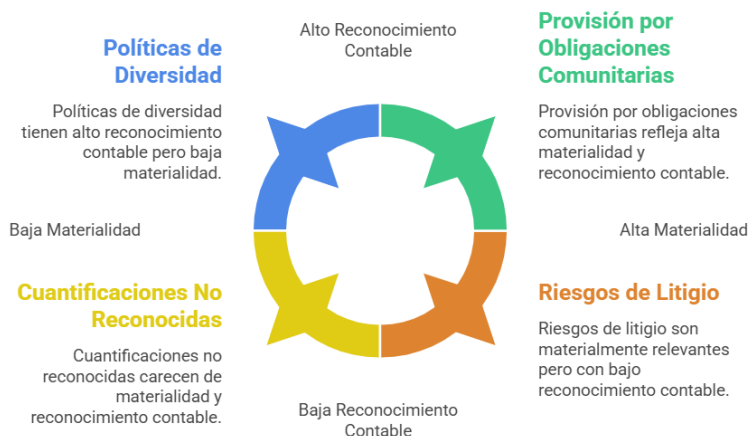 Alto Reconocimiento
Contable
Políticas de
Diversidad
Políticas de diversidad
tienen alto reconocimiento
contable pero baja
materialidad.
Provisión por
Obligaciones
Comunitarias
Provisión por obligaciones
comunitarias refleja alta
materialidad y
reconocimiento contable.
Baja Materialidad
Alta Materialidad
Cuantificaciones No
Reconocidas
Cuantificaciones no
reconocidas carecen de
materialidad y
reconocimiento contable.
Riesgos de Litigio
Riesgos de litigio son
materialmente relevantes
pero con bajo
reconocimiento contable.
Baja Reconocimiento
Contable